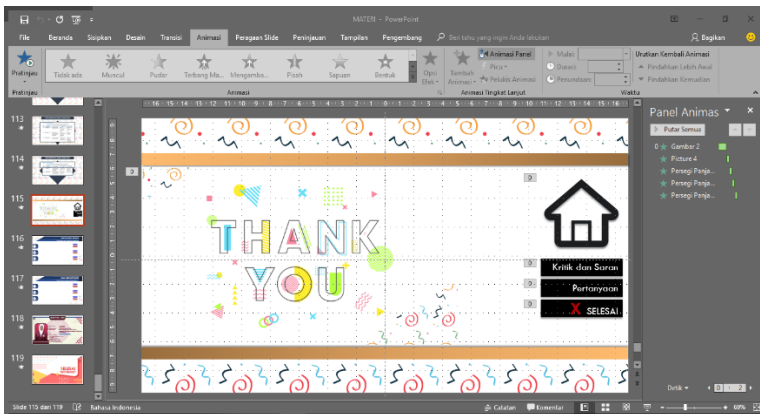 MATERI - PowerPoint
File Beranda Sisipkan Desain Transisi Animasi Peragaan Slide Peninjauan Tampilan Pengembang Beri tahu yang ingin Anda lakukan Bagikan
Pratinjau
Tidak ada Muncul Pudar Terbang Ma... Mengamba... Pisah Sapuan Bentuk
Opsi Efek
Tambah Animasi
Animasi Panel
Picu
Pelukis Animasi
Mulai:
Durasi:
Penundaan:
Urutkan Kembali Animasi
Pindahkan Lebih Awal
Pindahkan Kemudian
Pratinjau Animasi Animasi Tingkat Lanjut Waktu
113
114
115
116
117
118
119
THANK
YOU
Kritik dan Saran
Pertanyaan
X SELESAI
Panel Animas
Putar Semua
0 Gambar 2
Picture 4
Persegi Panja...
Persegi Panja...
Persegi Panja...
Detik 0 2
Slide 115 dari 119 Bahasa Indonesia Catatan Komentar 69%